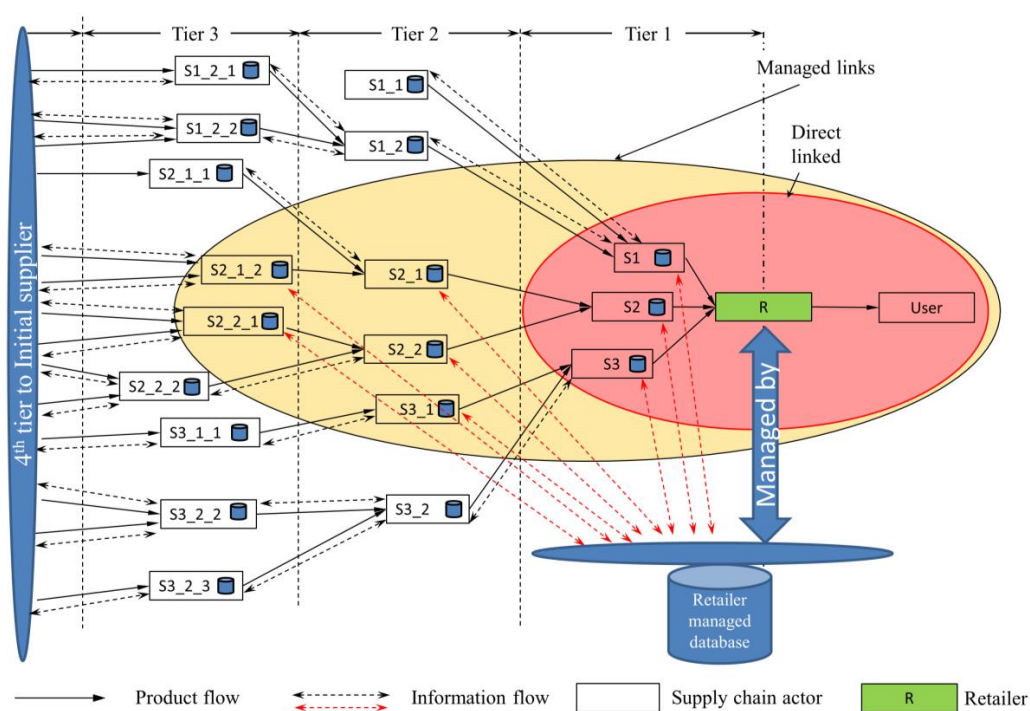 Tier 3
Tier 2
Tier 1
S1_2_1
S1_1
Managed links
S1_2_2
S1_2
Direct
linked
S2_1_1
4th tier to Initial supplier
S2_1_2
S2_1
S1
S2_2_1
S2
R
User
S2_2
S3
S2_2_2
S3_1
S3_1_1
Managed by
S3_2_2
S3_2
S3_2_3
Retailer
managed
database
Product flow
Information flow
Supply chain actor
R
Retailer